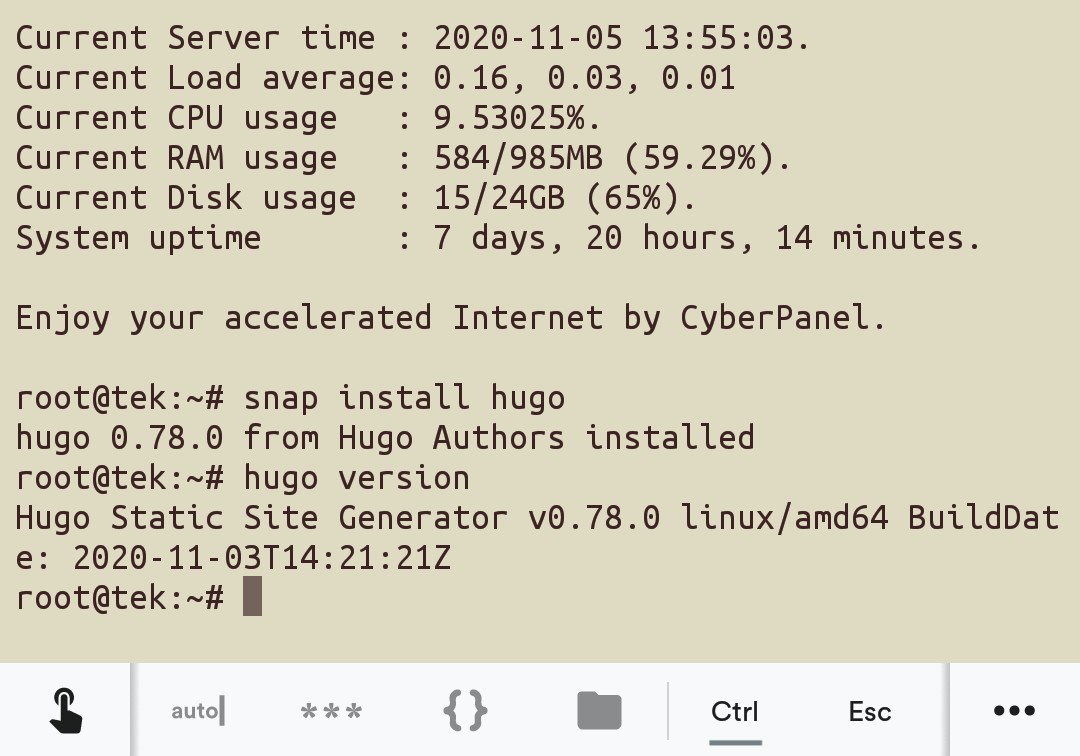 Current Server time : 2020-11-05 13:55:03.
Current Load average: 0.16, 0.03, 0.01
Current CPU usage   : 9.53025%.
Current RAM usage   : 584/985MB (59.29%).
Current Disk usage  : 15/24GB (65%).
System uptime       : 7 days, 20 hours, 14 minutes.
Enjoy your accelerated Internet by CyberPanel.
root@tek:~# snap install hugo
hugo 0.78.0 from Hugo Authors installed
root@tek:~# hugo version
Hugo Static Site Generator v0.78.0 linux/amd64 BuildDat
e: 2020-11-03T14:21:21Z
root@tek:~#
auto *** {} Ctrl Esc •••